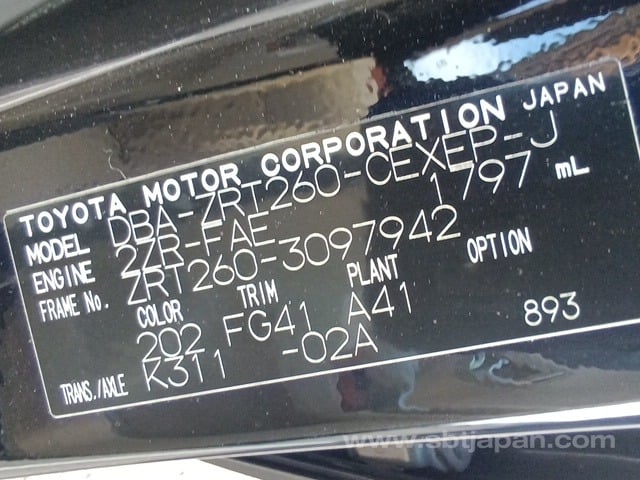 TOYOTA MOTOR CORPORATION JAPAN
MODEL DBA-ZRT260-CEXEP-J
ENGINE 2ZR-FAE 1797 mL
FRAME No. ZRT260-3097942
COLOR TRIM PLANT OPTION
202 FG41 A41
TRANS./AXLE K311 -02A 893
www.sbtjapan.com